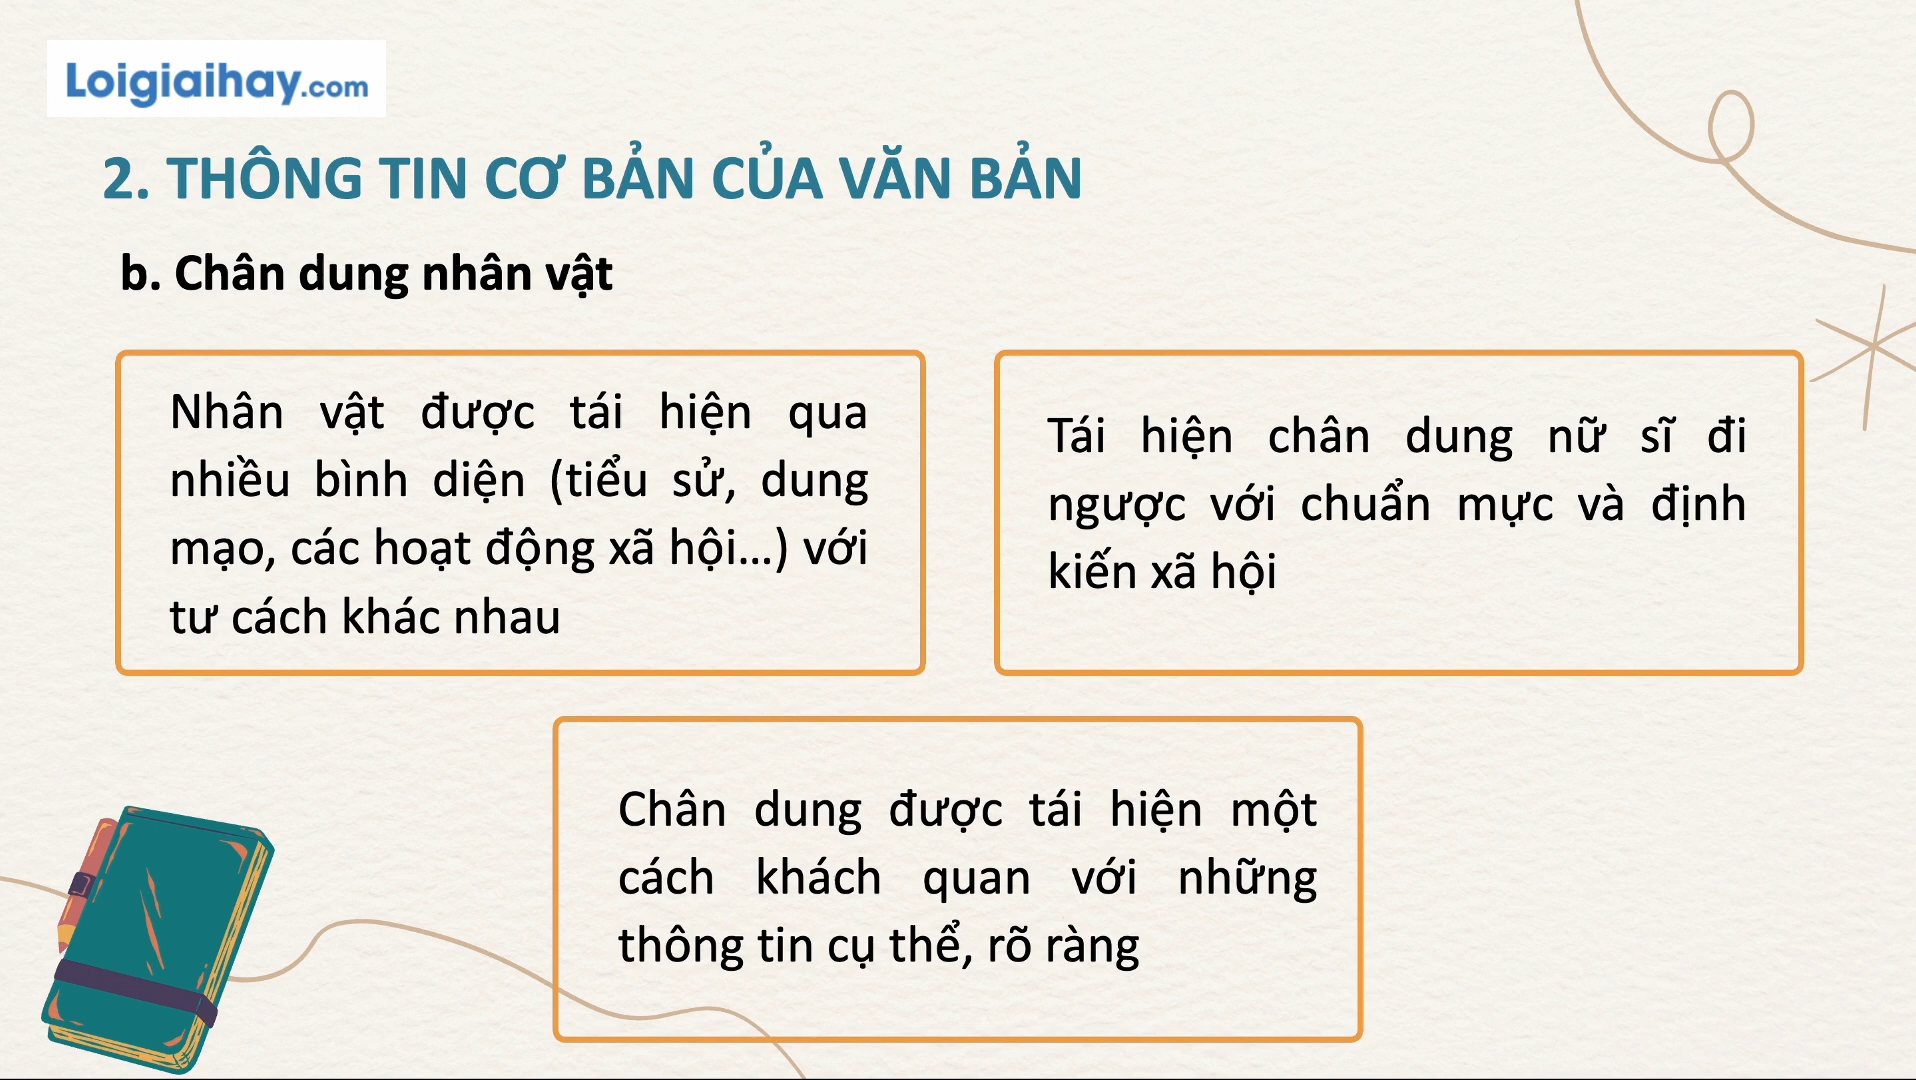 Loigiaihay.com
2. THÔNG TIN CƠ BẢN CỦA VĂN BẢN
b. Chân dung nhân vật
Nhân vật được tái hiện qua
nhiều bình diện (tiểu sử, dung
mạo, các hoạt động xã hội...) với
tư cách khác nhau
Tái hiện chân dung nữ sĩ đi
ngược với chuẩn mực và định
kiến xã hội
Chân dung được tái hiện một
cách khách quan với những
thông tin cụ thể, rõ ràng